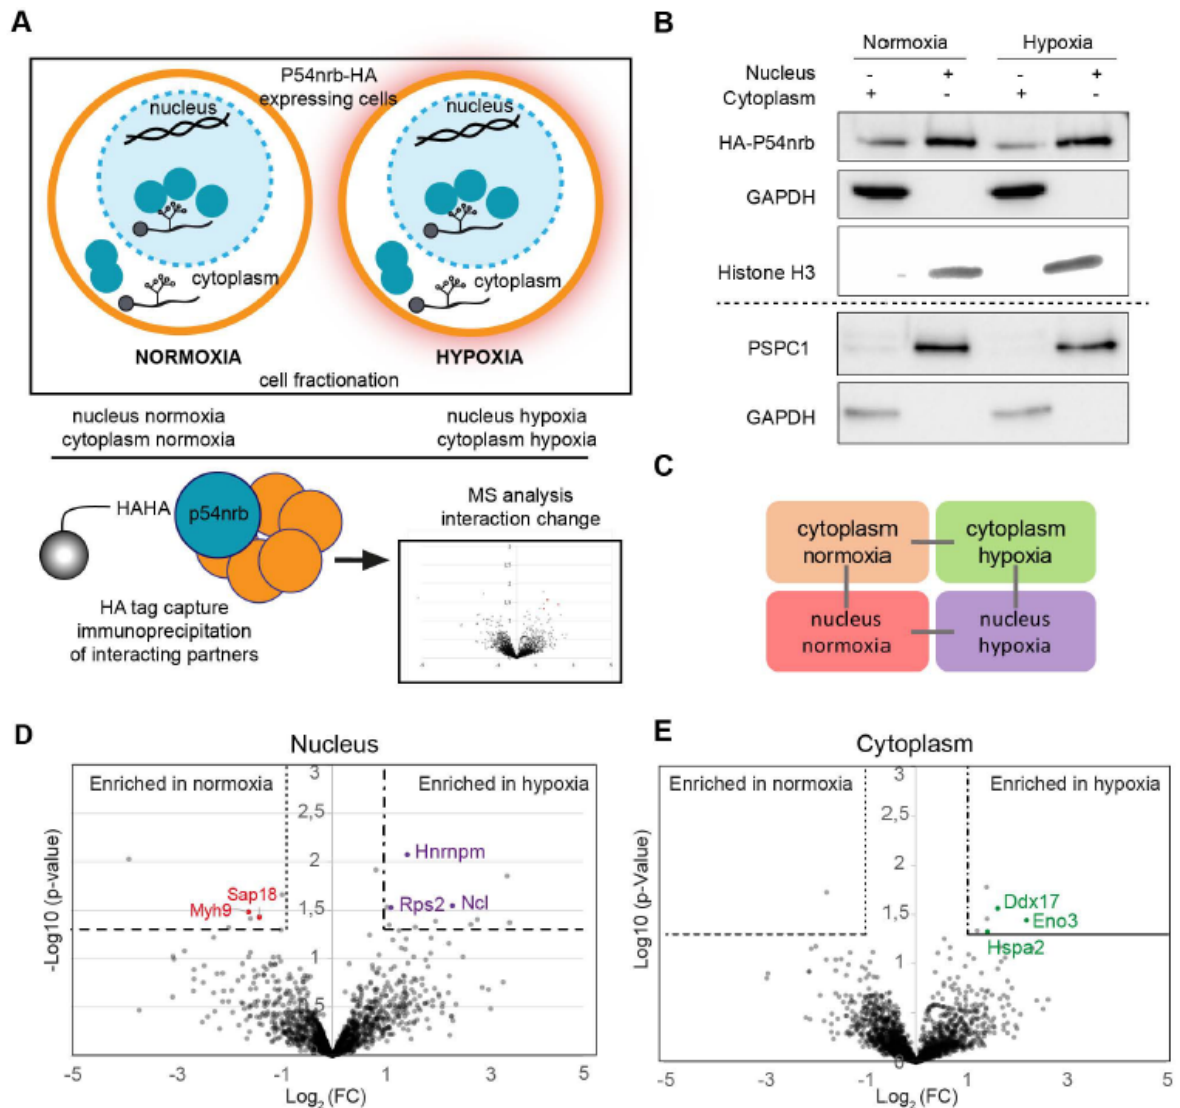 A
P54nrb-HA
expressing cells
nucleus
nucleus
cytoplasm
cytoplasm
NORMOXIA
HYPOXIA
cell fractionation
nucleus normoxia
cytoplasm normoxia
nucleus hypoxia
cytoplasm hypoxia
HAHA
p54nrb
HA tag capture
immunoprecipitation
of interacting partners
MS analysis
interaction change
B
Normoxia
Hypoxia
Nucleus - + - +
Cytoplasm + - + -
HA-P54nrb
GAPDH
Histone H3
PSPC1
GAPDH
C
cytoplasm
normoxia
cytoplasm
hypoxia
nucleus
normoxia
nucleus
hypoxia
D
Nucleus
Enriched in normoxia
Enriched in hypoxia
-Log10 (p-value)
3
2,5
2
1,5
1
Hnrnpm
Rps2
Ncl
Sap18
Myh9
-5 -3 -1 1 3 5
Log2 (FC)
E
Cytoplasm
Enriched in normoxia
Enriched in hypoxia
Log10 (p-Value)
3
2,5
2
1,5
1
0
Ddx17
Eno3
Hspa2
-5 -3 -1 1 3 5
Log2 (FC)